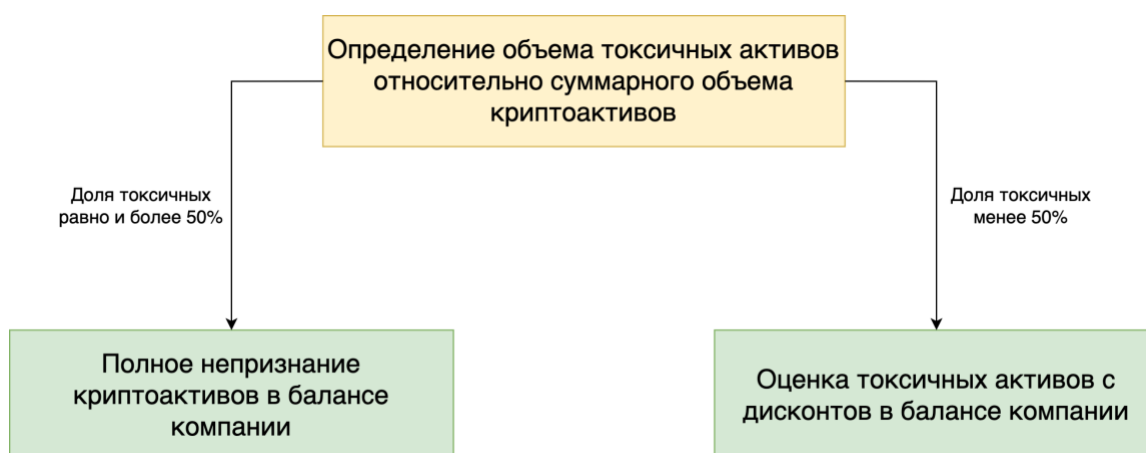 Определение объема токсичных активов
относительно суммарного объема
криптоактивов
Доля токсичных
равно и более 50%
Доля токсичных
менее 50%
Полное непризнание
криптоактивов в балансе
компании
Оценка токсичных активов с
дисконтов в балансе компании